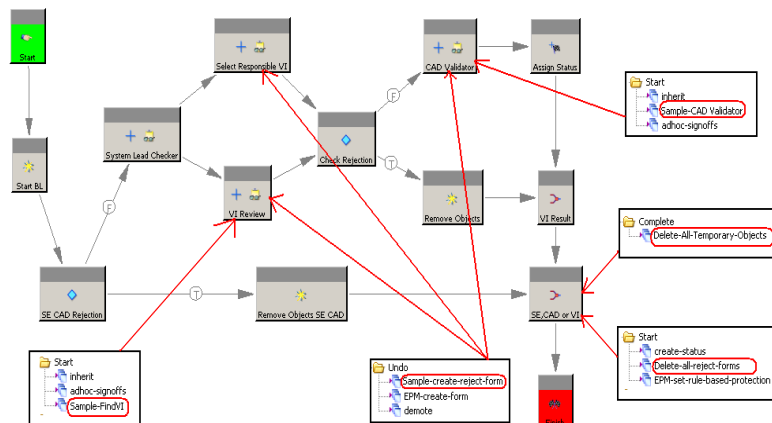 Start
Select Responsible VI
CAD Validator
Assign Status
Start
inherit
Sample-CAD Validator
adhoc-signoffs
System Lead Checker
F
Check Rejection
Start BL
F
T
VI Review
Remove Objects
VI Result
Complete
Delete-All-Temporary-Objects
SE CAD Rejection
T
Remove Objects SE CAD
SE,CAD or VI
Start
create-status
Delete-all-reject-forms
EPM-set-rule-based-protection
Start
inherit
adhoc-signoffs
Sample-FindVI
Undo
Sample-create-reject-form
EPM-create-form
demote